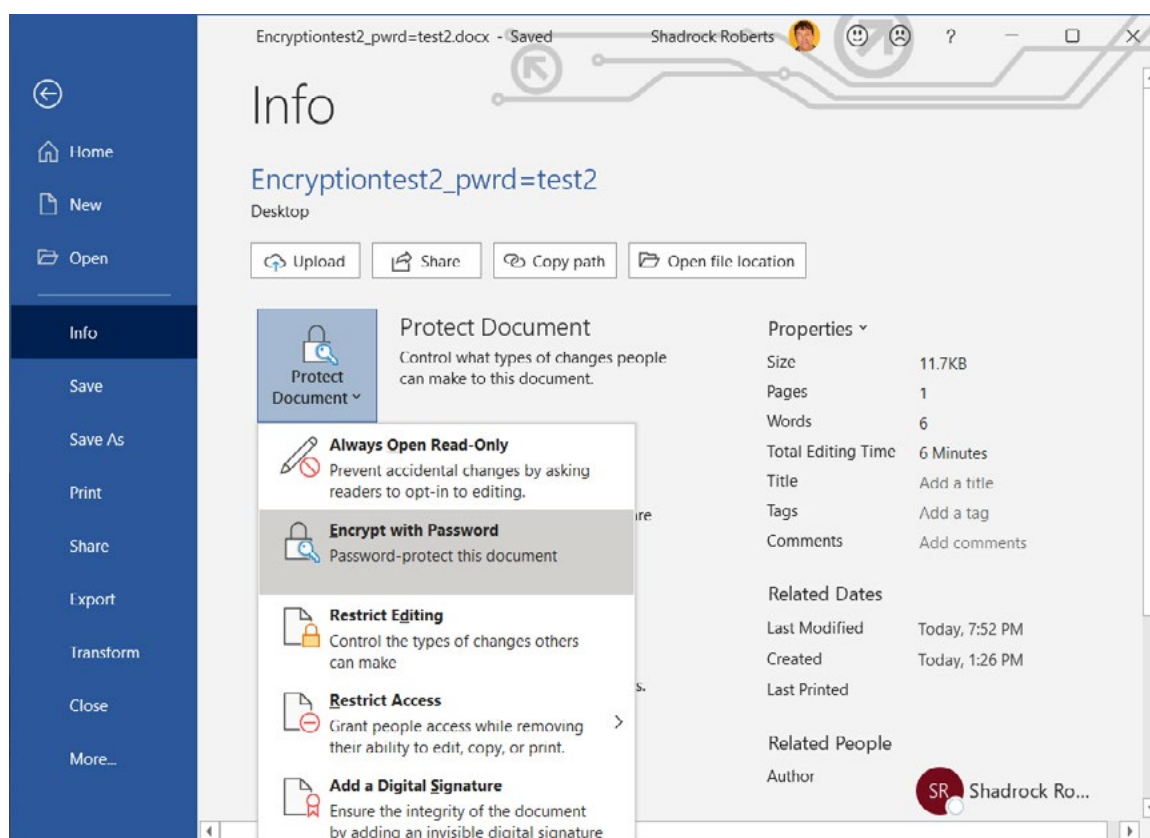 Encryptiontest2_pwrd=test2.docx - Saved
Shadrock Roberts
?
Info
Home
New
Open
Info
Save
Save As
Print
Share
Export
Transform
Close
More...
Encryptiontest2_pwrd=test2
Desktop
Upload
Share
Copy path
Open file location
Protect
Document
Protect Document
Control what types of changes people
can make to this document.
Always Open Read-Only
Prevent accidental changes by asking
readers to opt-in to editing.
Encrypt with Password
Password-protect this document
Restrict Editing
Control the types of changes others
can make
Restrict Access
Grant people access while removing
their ability to edit, copy, or print.
Add a Digital Signature
Ensure the integrity of the document
by adding an invisible digital signature
Properties
Size 11.7KB
Pages 1
Words 6
Total Editing Time 6 Minutes
Title Add a title
Tags Add a tag
Comments Add comments
Related Dates
Last Modified Today, 7:52 PM
Created Today, 1:26 PM
Last Printed
Related People
Author
SR Shadrock Ro...